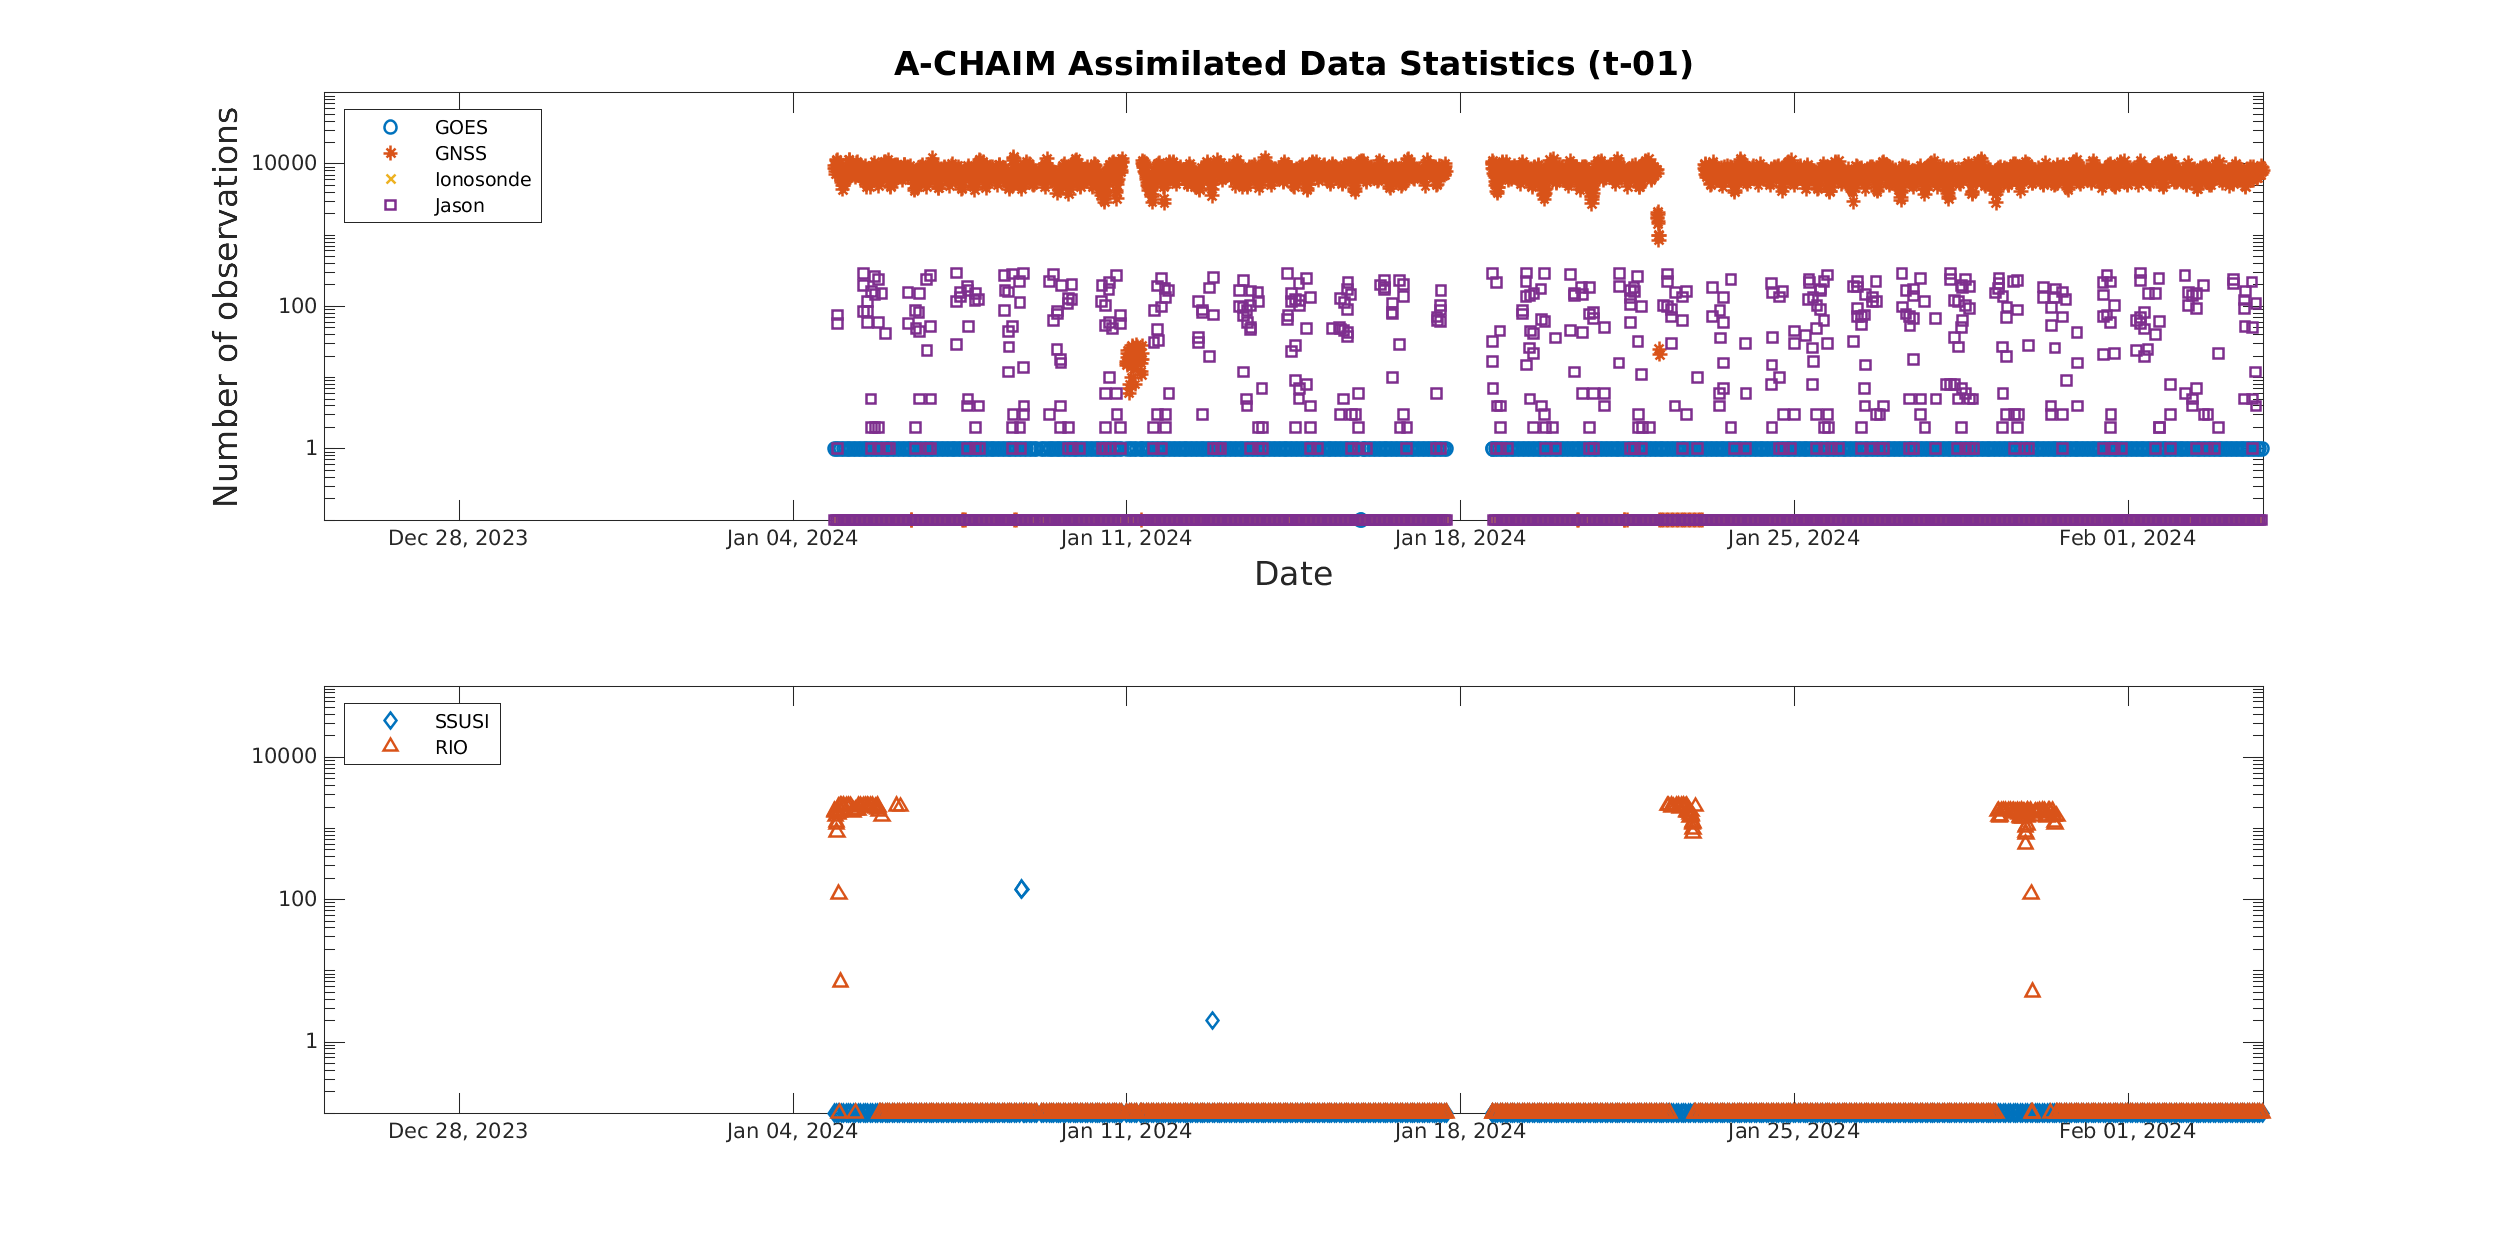 A-CHAIM Assimilated Data Statistics (t-01)
Number of observations
10000
100
1
GOES
GNSS
Ionosonde
Jason
Dec 28, 2023
Jan 04, 2024
Jan 11, 2024
Jan 18, 2024
Jan 25, 2024
Feb 01, 2024
Date
10000
100
1
SSUSI
RIO
Dec 28, 2023
Jan 04, 2024
Jan 11, 2024
Jan 18, 2024
Jan 25, 2024
Feb 01, 2024